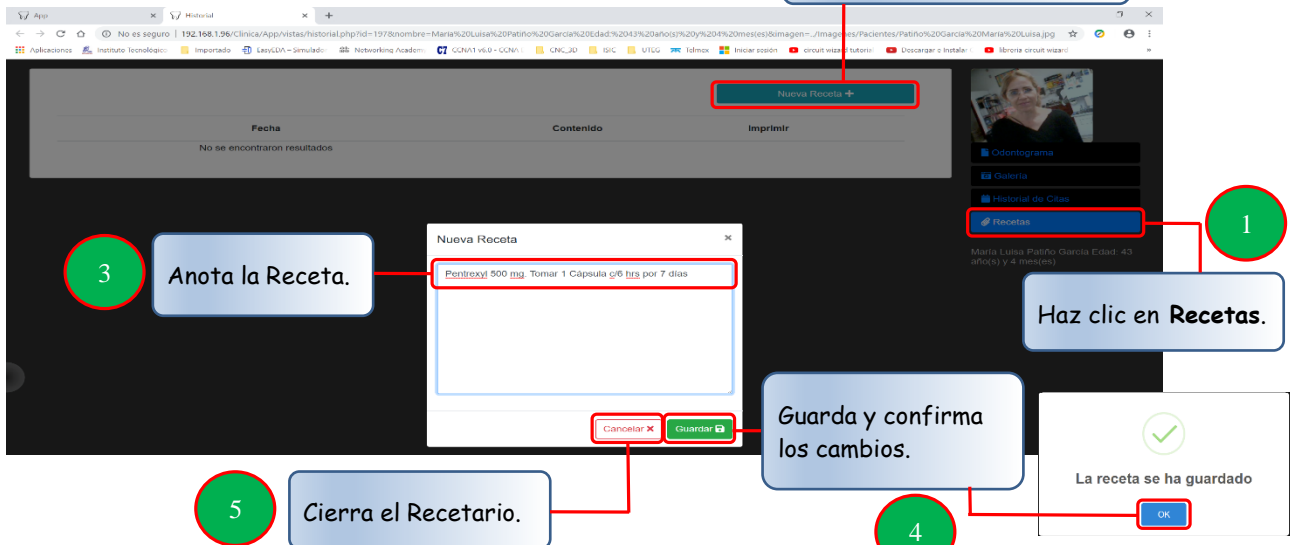 App
Historial
No es seguro | 192.168.1.96/Clinica/App/vistas/historial.php?id=197&nombre=Maria%20Luisa%20Patiño%20Garcia%20Edad:%2043%20año(s)%20y%204%20mes(es)&imagen=../Imagenes/Pacientes/Patiño%20Garcia%20Maria%20Luisa.jpg
Aplicaciones Instituto Tecnológico Importado EasyEDA – Simulador Networking Academy CCNA1 v6.0 - CCNA CNC_3D ISIC UTEG Telmex Iniciar sesión circuit wizard tutorial Descargar e Instalar libreria circuit wizard »
Nueva Receta +
Fecha Contenido Imprimir
No se encontraron resultados
Odontograma
Galería
Historial de Citas
Recetas
María Luisa Patiño García Edad: 43
año(s) y 4 mes(es)
1
Haz clic en Recetas.
3
Anota la Receta.
Nueva Receta ×
Pentrexyl 500 mg. Tomar 1 Cápsula c/6 hrs por 7 días
Cancelar Guardar
Guarda y confirma
los cambios.
4
La receta se ha guardado
OK
5
Cierra el Recetario.